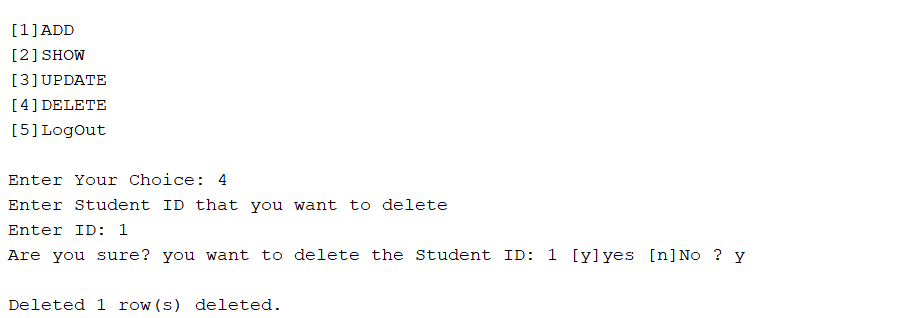 [1]ADD
[2]SHOW
[3]UPDATE
[4]DELETE
[5]LogOut
Enter Your Choice: 4
Enter Student ID that you want to delete
Enter ID: 1
Are you sure? you want to delete the Student ID: 1 [y]yes [n]No ? y
Deleted 1 row(s) deleted.